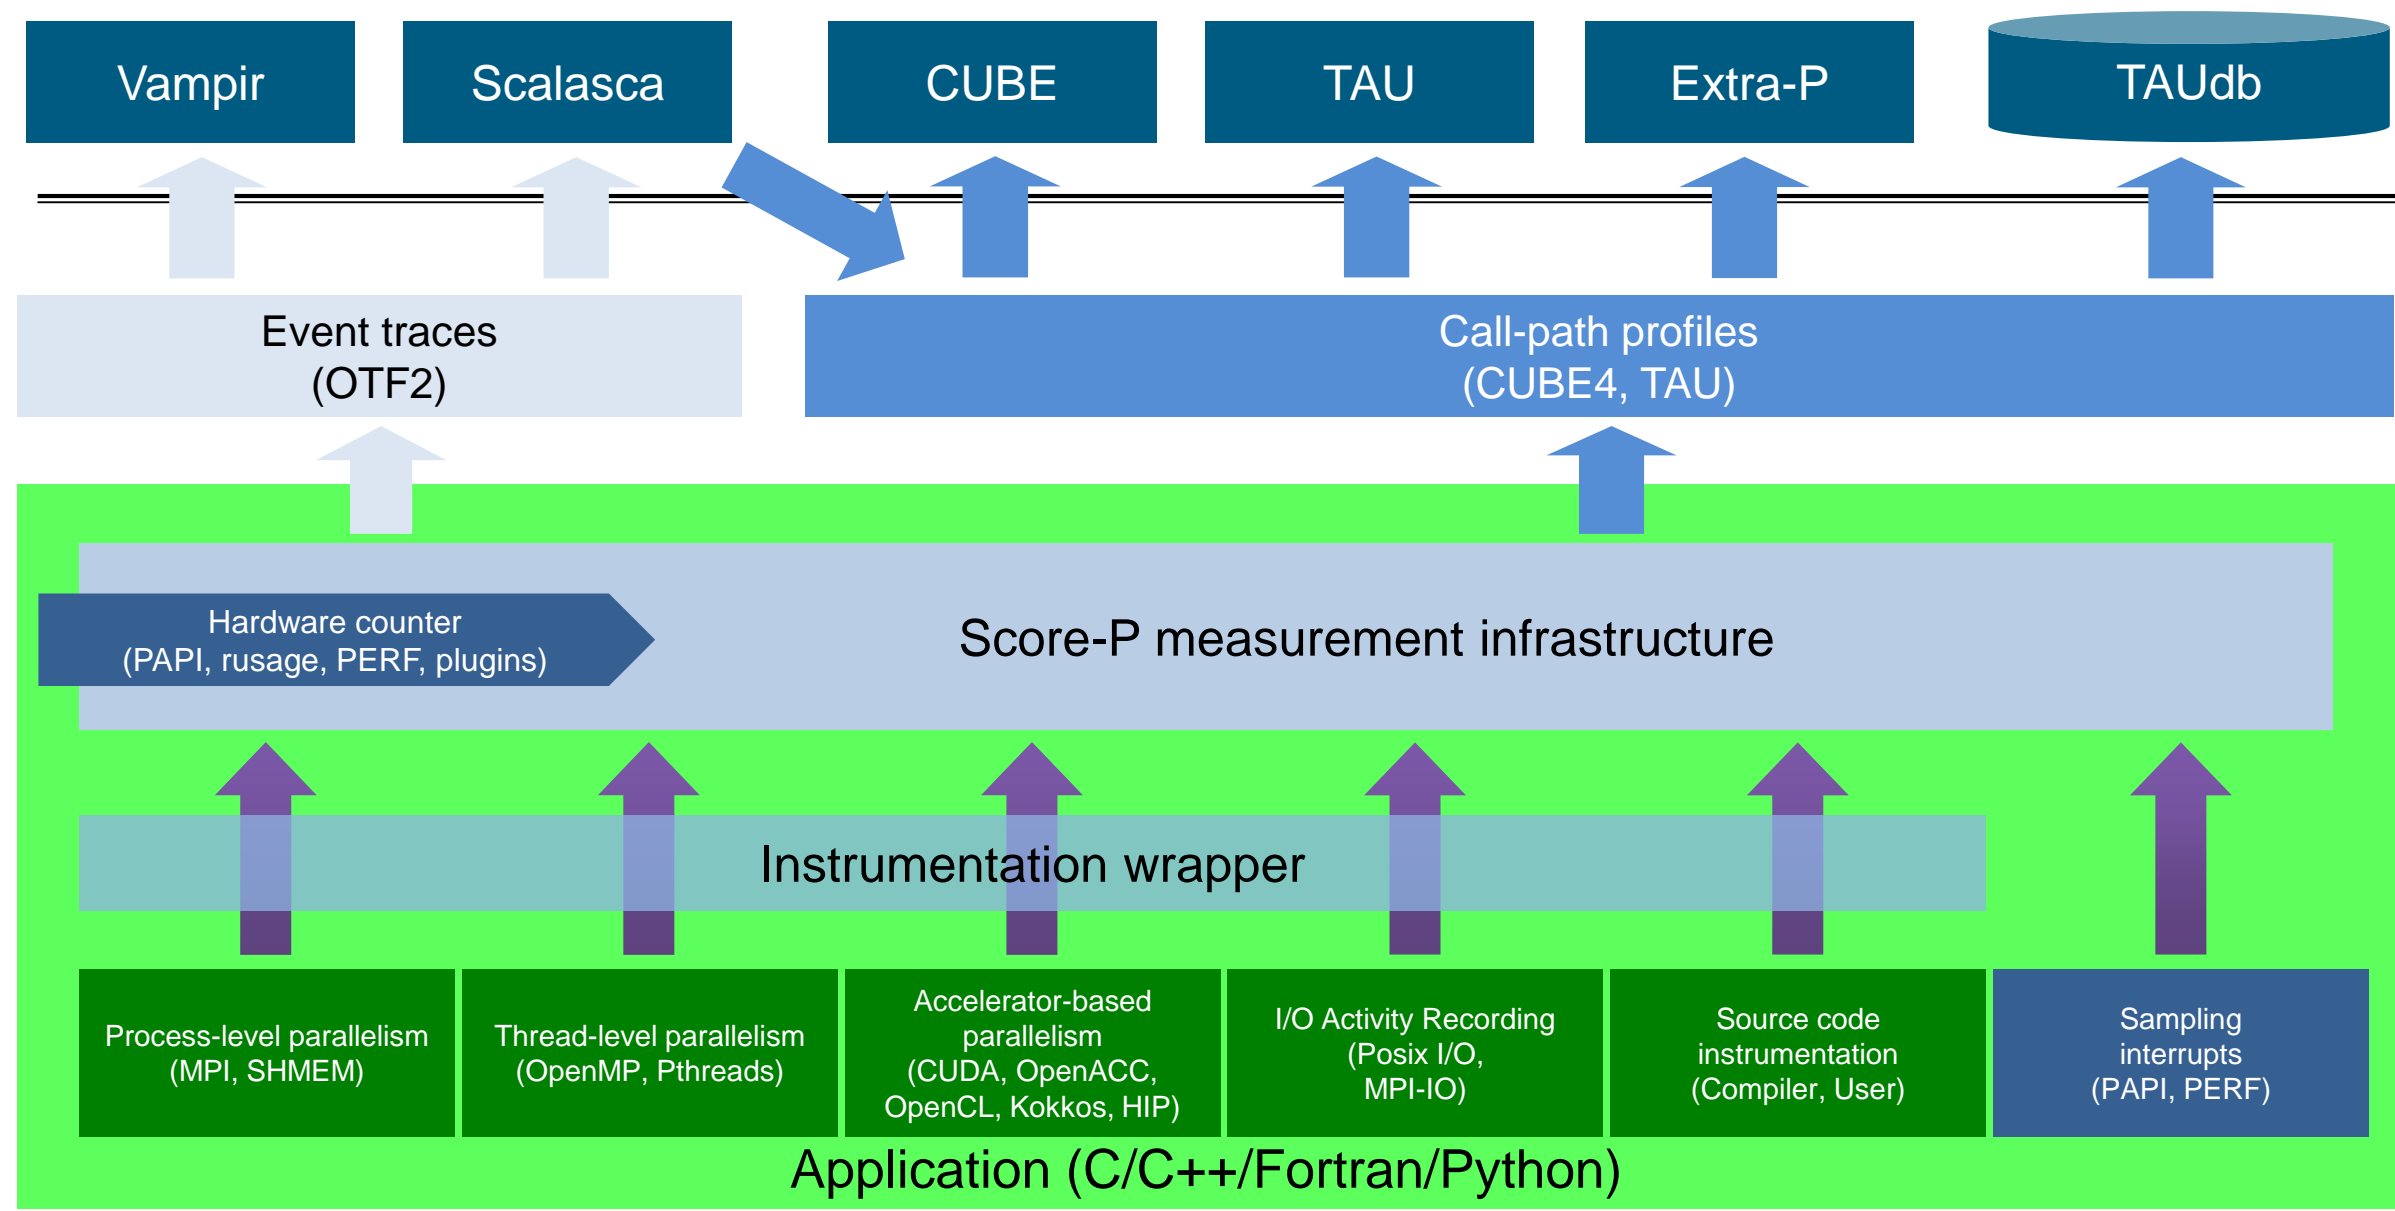 Vampir
Scalasca
CUBE
TAU
Extra-P
TAUdb
Event traces
(OTF2)
Call-path profiles
(CUBE4, TAU)
Hardware counter
(PAPI, rusage, PERF, plugins)
Score-P measurement infrastructure
Instrumentation wrapper
Process-level parallelism
(MPI, SHMEM)
Thread-level parallelism
(OpenMP, Pthreads)
Accelerator-based
parallelism
(CUDA, OpenACC,
OpenCL, Kokkos, HIP)
I/O Activity Recording
(Posix I/O,
MPI-IO)
Source code
instrumentation
(Compiler, User)
Sampling
interrupts
(PAPI, PERF)
Application (C/C++/Fortran/Python)